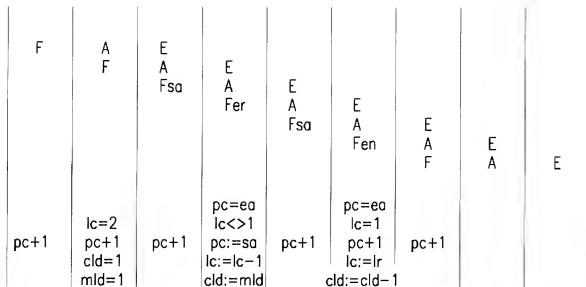 F A E
F A E
Fsa A E
Fer A E
Fsa A E
Fen A E
F A E
pc=ea pc=ea
lc=2 lc<>1 lc=1
pc+1 pc+1 pc+1 pc:=sa pc+1 pc+1 pc+1
cld=1 lc:=lc-1 lc:=lr
mld=1 cld:=mld cld:=cld-1